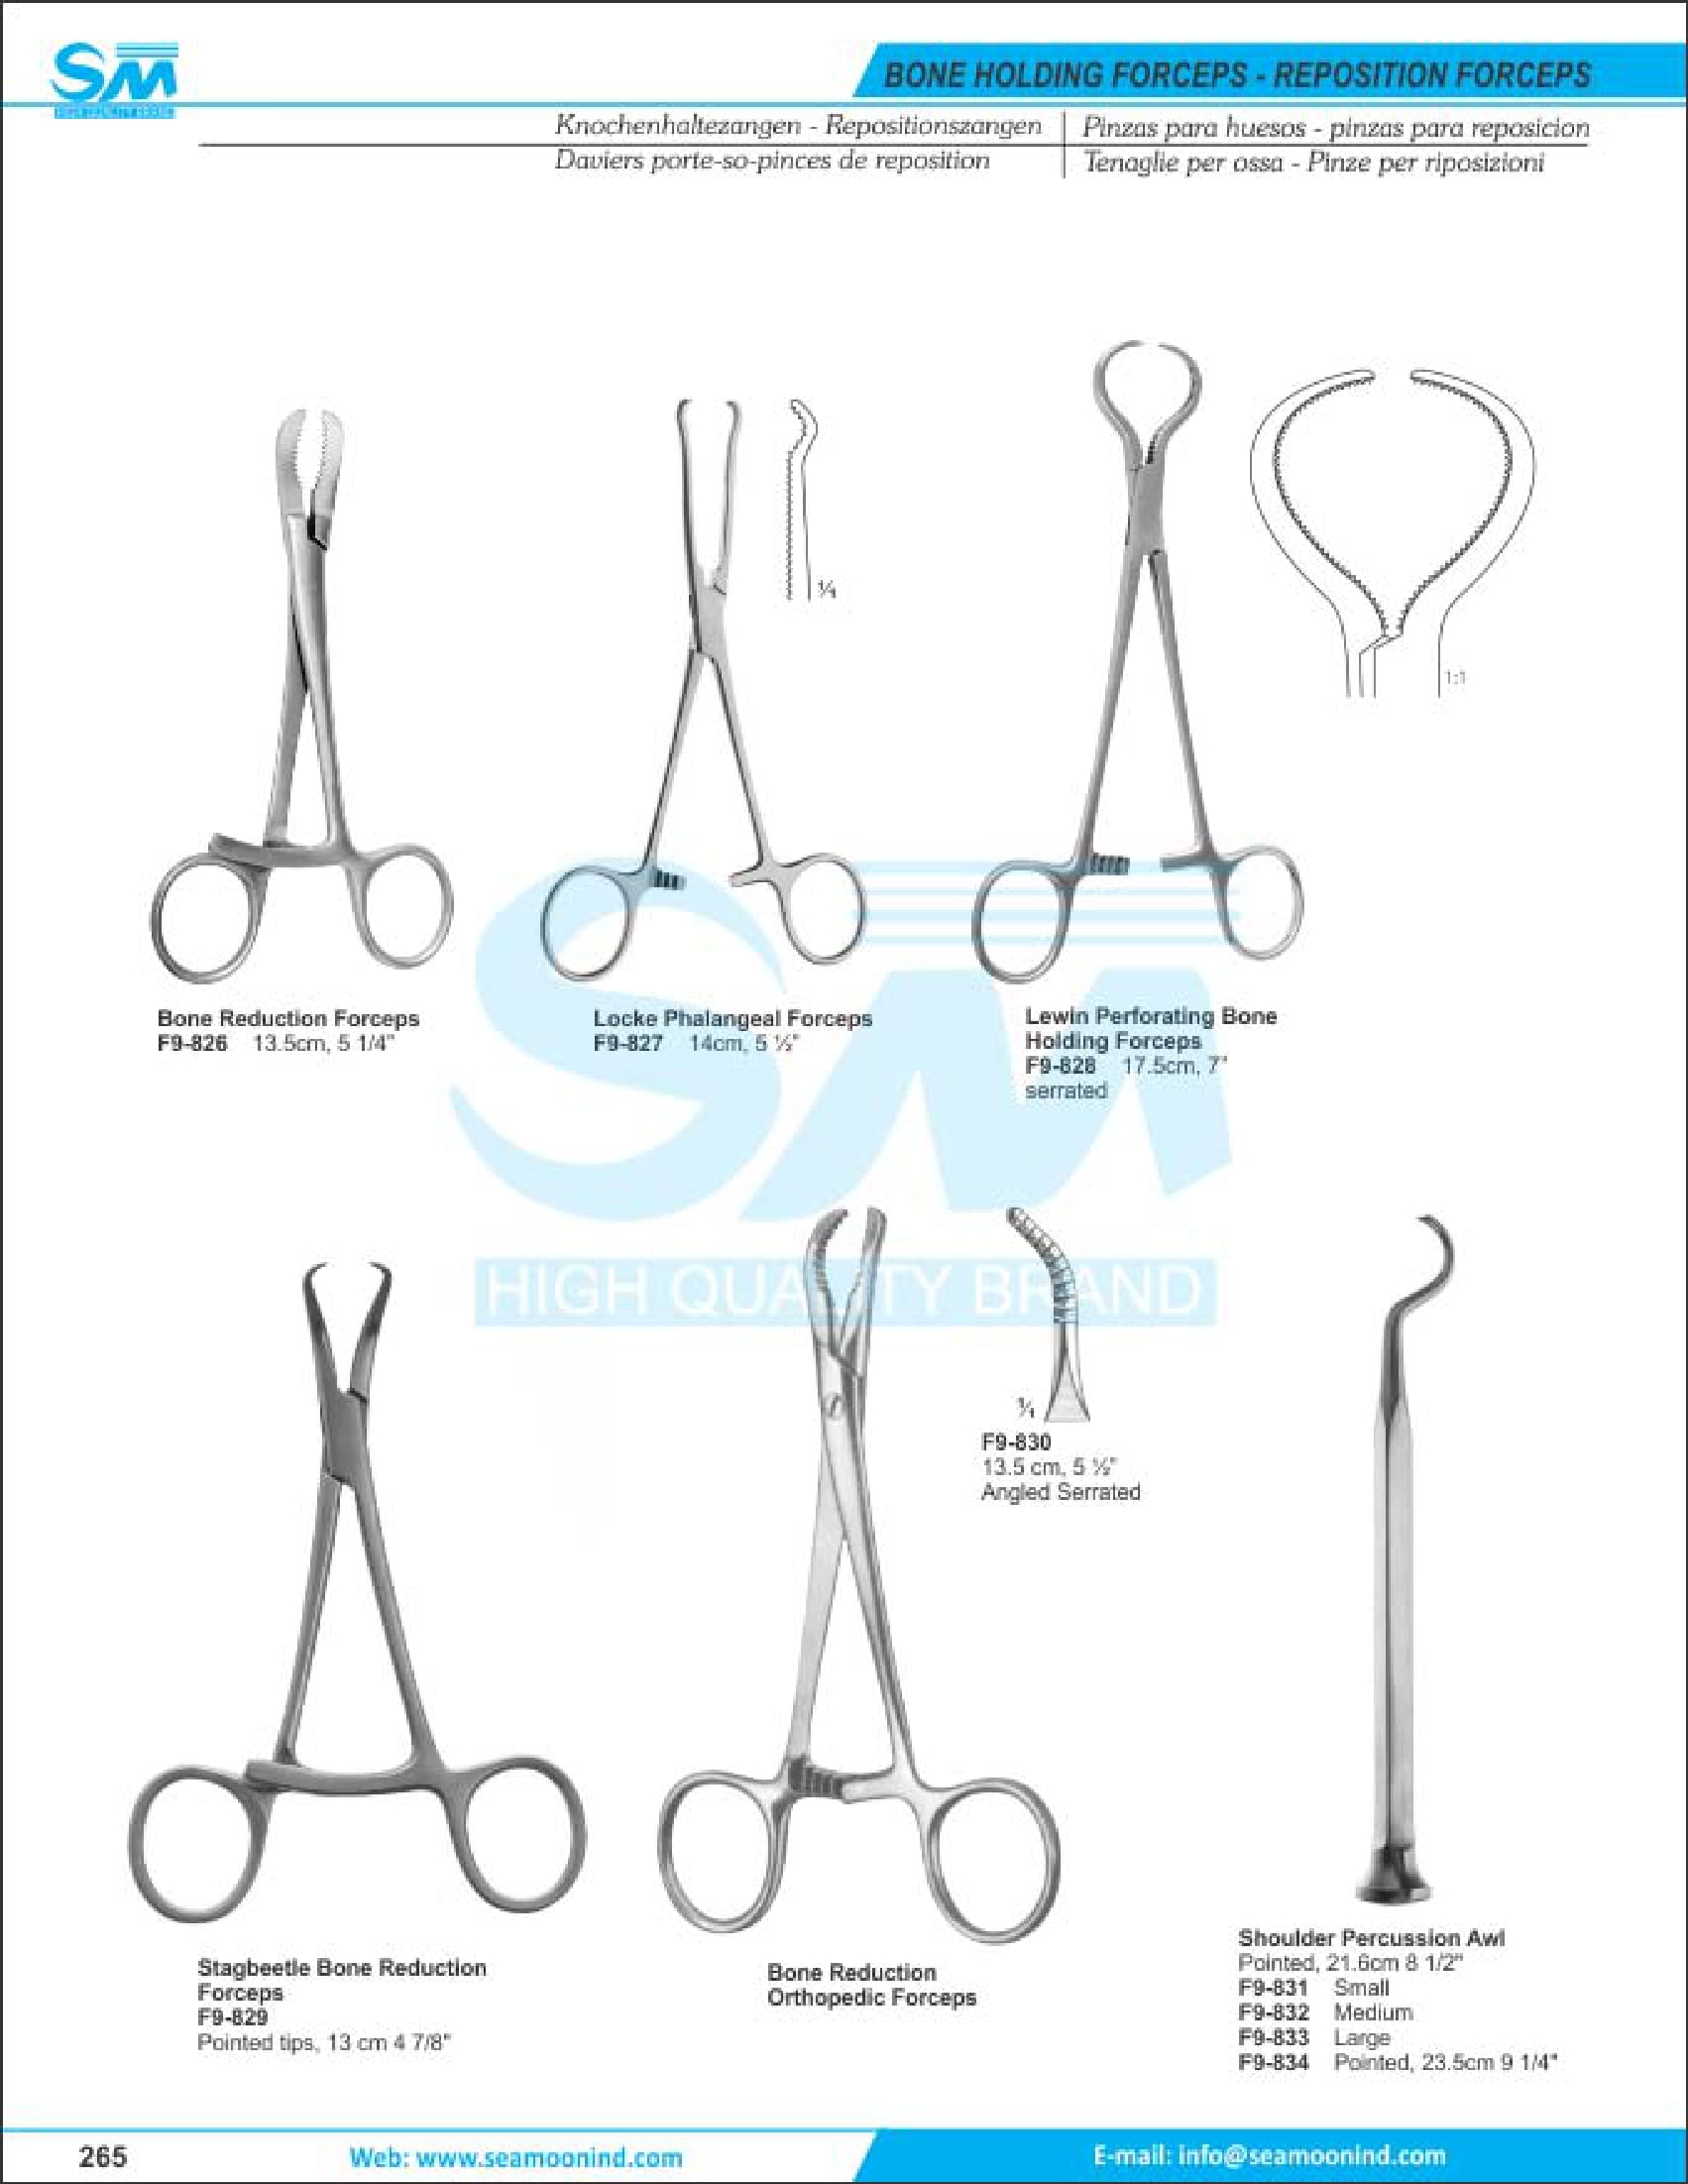 SM
BONE HOLDING FORCEPS - REPOSITION FORCEPS
Knochenhaltezangen - Repositionszangen
Pinzas para huesos - pinzas para reposicion
Daviers porte-so-pinces de reposition
Tenaglie per ossa - Pinze per riposizioni
¼
1:1
Bone Reduction Forceps
F9-826 13.5cm, 5 1/4"
Locke Phalangeal Forceps
F9-827 14cm, 5 ½"
Lewin Perforating Bone
Holding Forceps
F9-828 17.5cm, 7"
serrated
SM
HIGH QUALITY BRAND
F9-830
13.5 cm, 5 ½"
Angled Serrated
Stagbeetle Bone Reduction
Forceps
F9-829
Pointed tips, 13 cm 4 7/8"
Bone Reduction
Orthopedic Forceps
Shoulder Percussion Awl
Pointed, 21.6cm 8 1/2"
F9-831 Small
F9-832 Medium
F9-833 Large
F9-834 Pointed, 23.5cm 9 1/4"
265
Web: www.seamoonind.com
E-mail: info@seamoonind.com